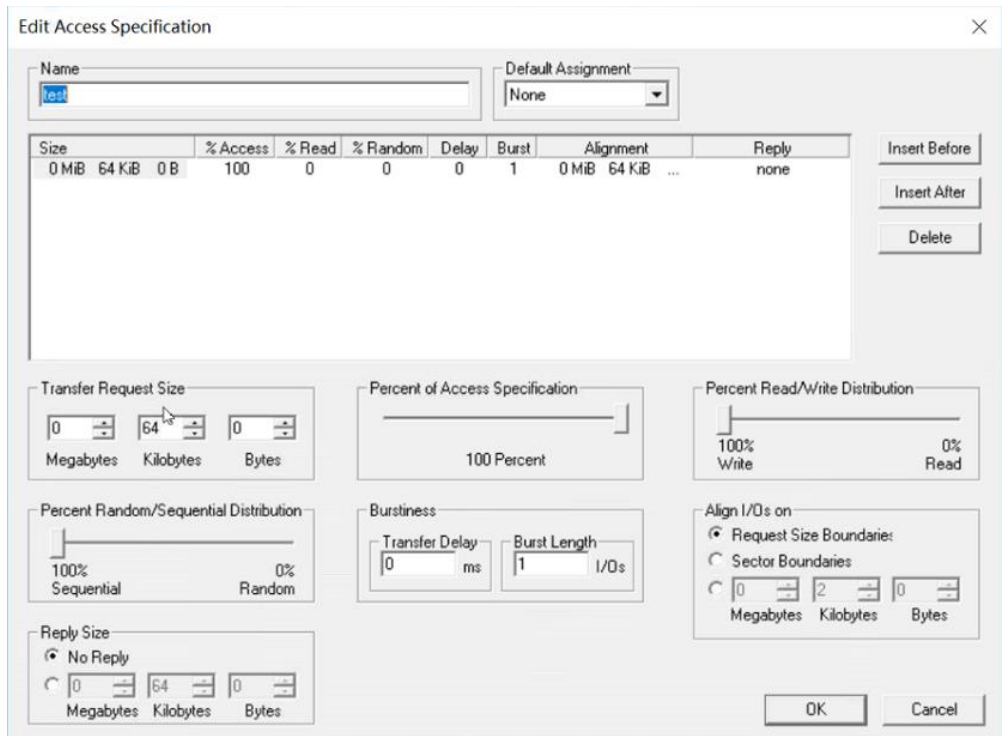 Edit Access Specification
Name
test
Default Assignment
None
Size % Access % Read % Random Delay Burst Alignment Reply
0 MiB 64 KiB 0 B 100 0 0 0 1 0 MiB 64 KiB ... none
Insert Before
Insert After
Delete
Transfer Request Size
0 64 0
Megabytes Kilobytes Bytes
Percent of Access Specification
100 Percent
Percent Read/Write Distribution
100% 0%
Write Read
Percent Random/Sequential Distribution
100% 0%
Sequential Random
Burstiness
Transfer Delay
0 ms
Burst Length
1 I/Os
Align I/Os on
Request Size Boundaries
Sector Boundaries
0 2 0
Megabytes Kilobytes Bytes
Reply Size
No Reply
0 64 0
Megabytes Kilobytes Bytes
OK Cancel